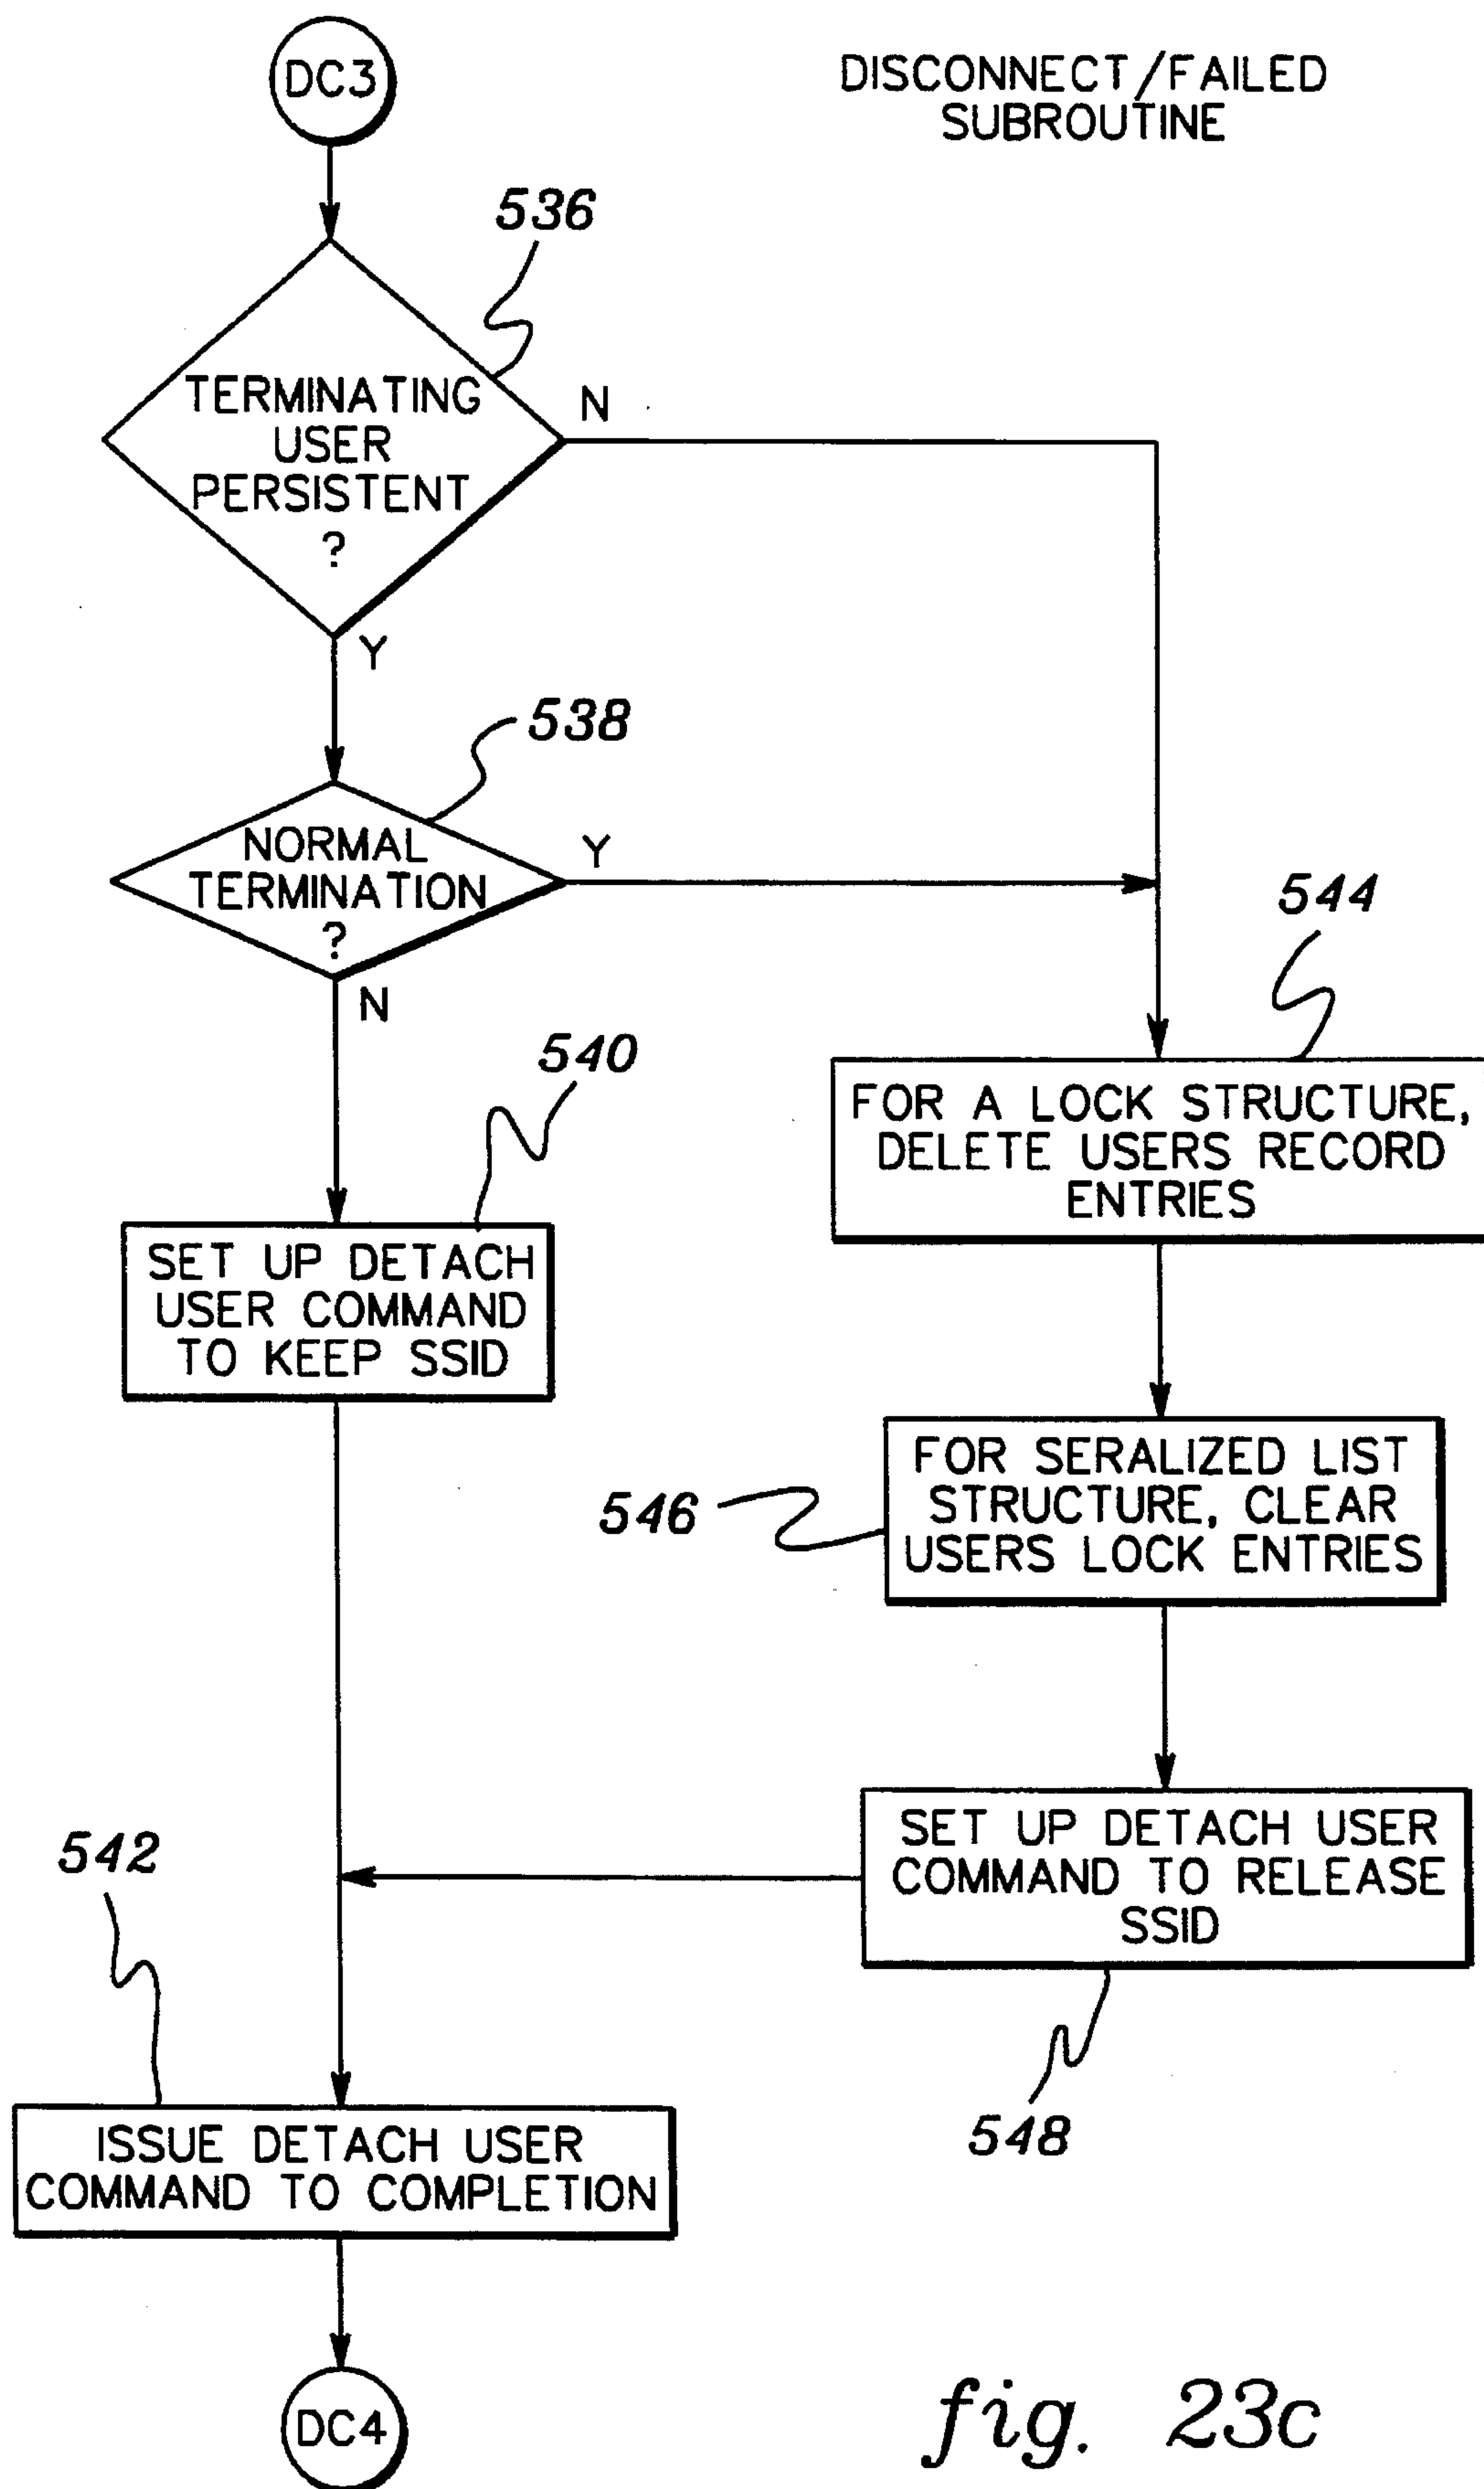 DC3
DISCONNECT/FAILED
SUBROUTINE
536
TERMINATING
USER
PERSISTENT
?
N
Y
538
NORMAL
TERMINATION
?
Y
N
544
FOR A LOCK STRUCTURE,
DELETE USERS RECORD
ENTRIES
540
SET UP DETACH
USER COMMAND
TO KEEP SSID
546
FOR SERALIZED LIST
STRUCTURE, CLEAR
USERS LOCK ENTRIES
SET UP DETACH USER
COMMAND TO RELEASE
SSID
548
542
ISSUE DETACH USER
COMMAND TO COMPLETION
DC4
fig. 23c